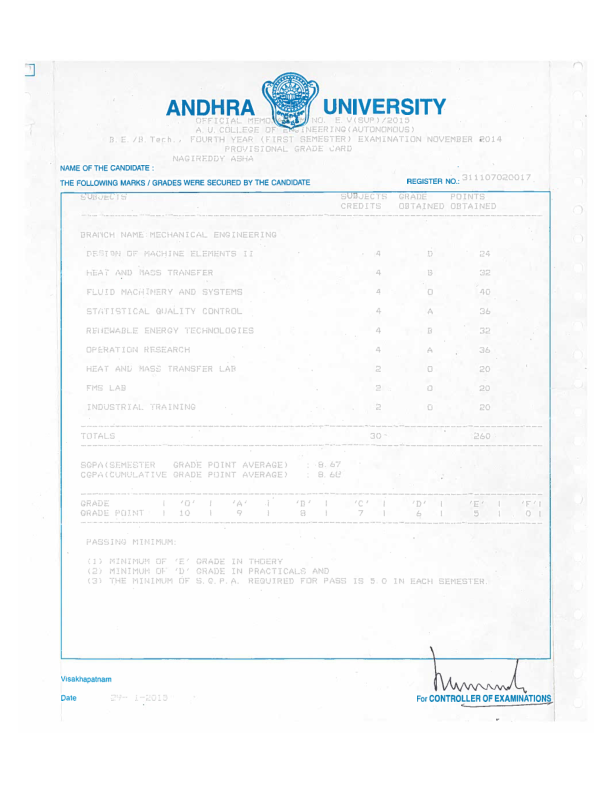 ANDHRA UNIVERSITY
OFFICIAL MEMO NO. E.V(SUP)/2015
A.U.COLLEGE OF ENGINEERING(AUTONOMOUS)
B.E./B.Tech., FOURTH YEAR (FIRST SEMESTER) EXAMINATION NOVEMBER 2014
PROVISIONAL GRADE CARD
NAGIREDDY ASHA
NAME OF THE CANDIDATE :
THE FOLLOWING MARKS / GRADES WERE SECURED BY THE CANDIDATE REGISTER NO.: 311107020017
SUBJECTS SUBJECTS GRADE POINTS
CREDITS OBTAINED OBTAINED
BRANCH NAME:MECHANICAL ENGINEERING
DESIGN OF MACHINE ELEMENTS II 4 D 24
HEAT AND MASS TRANSFER 4 B 32
FLUID MACHINERY AND SYSTEMS 4 O 40
STATISTICAL QUALITY CONTROL 4 A 36
RENEWABLE ENERGY TECHNOLOGIES 4 B 32
OPERATION RESEARCH 4 A 36
HEAT AND MASS TRANSFER LAB 2 O 20
FMS LAB 2 O 20
INDUSTRIAL TRAINING 2 O 20
TOTALS 30 260
SGPA(SEMESTER GRADE POINT AVERAGE) : 8.67
CGPA(CUMULATIVE GRADE POINT AVERAGE) :
GRADE | 'O' | 'A' | 'B' | 'C' | 'D' | 'E' | 'F' |
GRADE POINT | 10 | 9 | 8 | 7 | 6 | 5 | 0 |
PASSING MINIMUM:
(1) MINIMUM OF 'E' GRADE IN THOERY
(2) MINIMUM OF 'D' GRADE IN PRACTICALS AND
(3) THE MINIMUM OF S.G.P.A. REQUIRED FOR PASS IS 5.0 IN EACH SEMESTER.
Visakhapatnam
Date 29- 1-2015
For CONTROLLER OF EXAMINATIONS